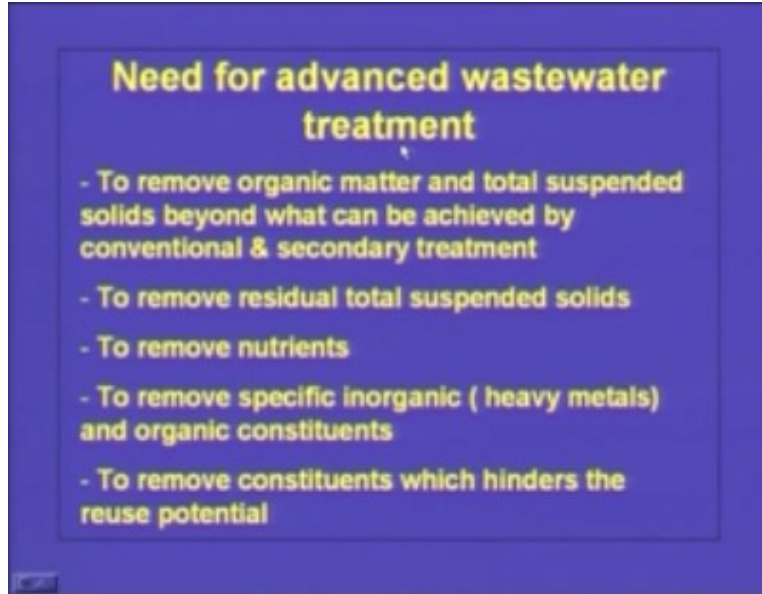 Need for advanced wastewater
treatment
- To remove organic matter and total suspended
solids beyond what can be achieved by
conventional & secondary treatment
- To remove residual total suspended solids
- To remove nutrients
- To remove specific inorganic ( heavy metals)
and organic constituents
- To remove constituents which hinders the
reuse potential